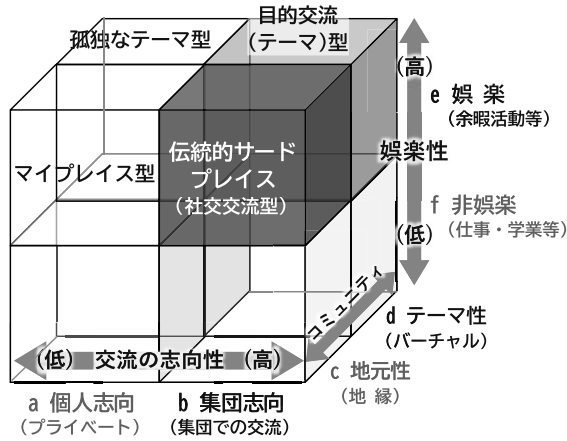 目的交流
孤独なテーマ型
(テーマ)型
(高)
e 娯 楽
(余暇活動等)
伝統的サード
プレイス
(社交交流型)
娯楽性
マイプレイス型
f 非娯楽
(仕事・学業等)
(低)
コミュニティ
d テーマ性
(バーチャル)
(低) 交流の志向性 (高)
c 地元性
(地 縁)
a 個人志向
(プライベート)
b 集団志向
(集団での交流)